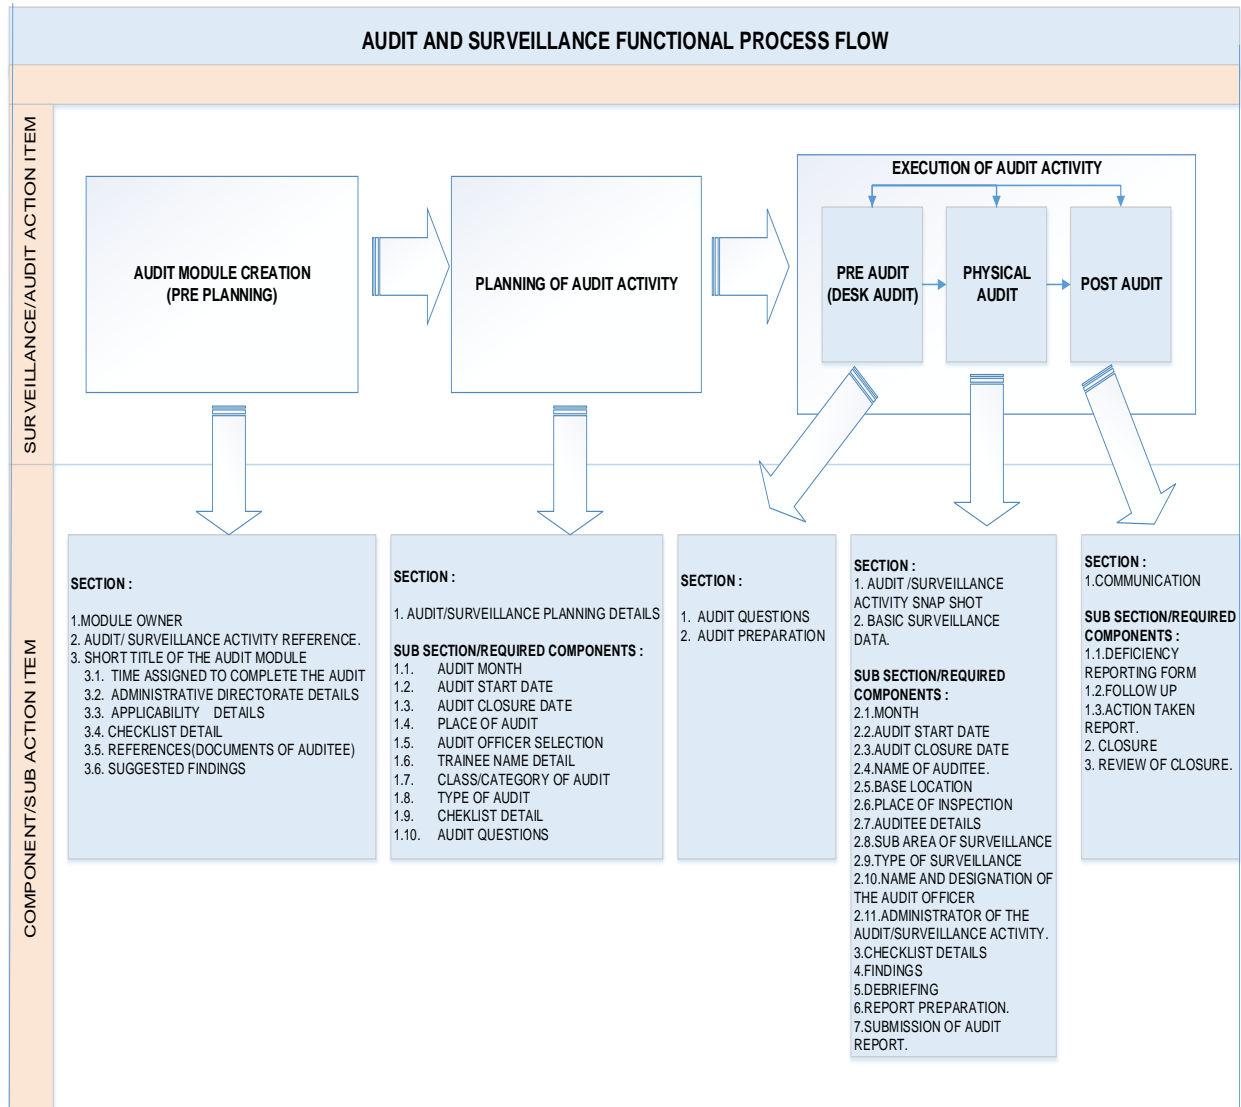 AUDIT AND SURVEILLANCE FUNCTIONAL PROCESS FLOW
SURVEILLANCE/AUDIT ACTION ITEM
AUDIT MODULE CREATION
(PRE PLANNING)
PLANNING OF AUDIT ACTIVITY
EXECUTION OF AUDIT ACTIVITY
PRE AUDIT
(DESK AUDIT)
PHYSICAL
AUDIT
POST AUDIT
COMPONENT/SUB ACTION ITEM
SECTION :
1.MODULE OWNER
2. AUDIT/ SURVEILLANCE ACTIVITY REFERENCE.
3. SHORT TITLE OF THE AUDIT MODULE
3.1. TIME ASSIGNED TO COMPLETE THE AUDIT
3.2. ADMINISTRATIVE DIRECTORATE DETAILS
3.3. APPLICABILITY DETAILS
3.4. CHECKLIST DETAIL
3.5. REFERENCES(DOCUMENTS OF AUDITEE)
3.6. SUGGESTED FINDINGS
SECTION :
1. AUDIT/SURVEILLANCE PLANNING DETAILS
SUB SECTION/REQUIRED COMPONENTS :
1.1. AUDIT MONTH
1.2. AUDIT START DATE
1.3. AUDIT CLOSURE DATE
1.4. PLACE OF AUDIT
1.5. AUDIT OFFICER SELECTION
1.6. TRAINEE NAME DETAIL
1.7. CLASS/CATEGORY OF AUDIT
1.8. TYPE OF AUDIT
1.9. CHEKLIST DETAIL
1.10. AUDIT QUESTIONS
SECTION :
1. AUDIT QUESTIONS
2. AUDIT PREPARATION
SECTION :
1. AUDIT /SURVEILLANCE
ACTIVITY SNAP SHOT
2. BASIC SURVEILLANCE
DATA.
SUB SECTION/REQUIRED
COMPONENTS :
2.1.MONTH
2.2.AUDIT START DATE
2.3.AUDIT CLOSURE DATE
2.4.NAME OF AUDITEE.
2.5.BASE LOCATION
2.6.PLACE OF INSPECTION
2.7.AUDITEE DETAILS
2.8.SUB AREA OF SURVEILLANCE
2.9.TYPE OF SURVEILLANCE
2.10.NAME AND DESIGNATION OF
THE AUDIT OFFICER
2.11.ADMINISTRATOR OF THE
AUDIT/SURVEILLANCE ACTIVITY.
3.CHECKLIST DETAILS
4.FINDINGS
5.DEBRIEFING
6.REPORT PREPARATION.
7.SUBMISSION OF AUDIT
REPORT.
SECTION :
1.COMMUNICATION
SUB SECTION/REQUIRED
COMPONENTS :
1.1.DEFICIENCY
REPORTING FORM
1.2.FOLLOW UP
1.3.ACTION TAKEN
REPORT.
2. CLOSURE
3. REVIEW OF CLOSURE.